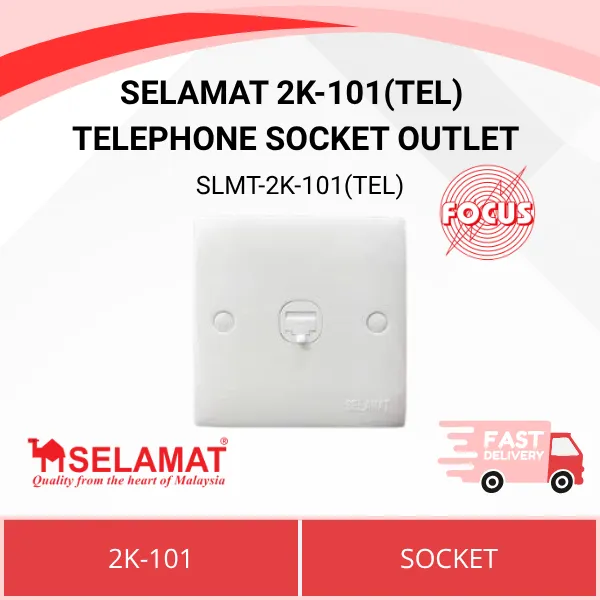 SELAMAT 2K-101(TEL)
TELEPHONE SOCKET OUTLET
SLMT-2K-101(TEL)
FOCUS
SELAMAT
SELAMAT®
Quality from the heart of Malaysia
FAST
DELIVERY
2K-101
SOCKET